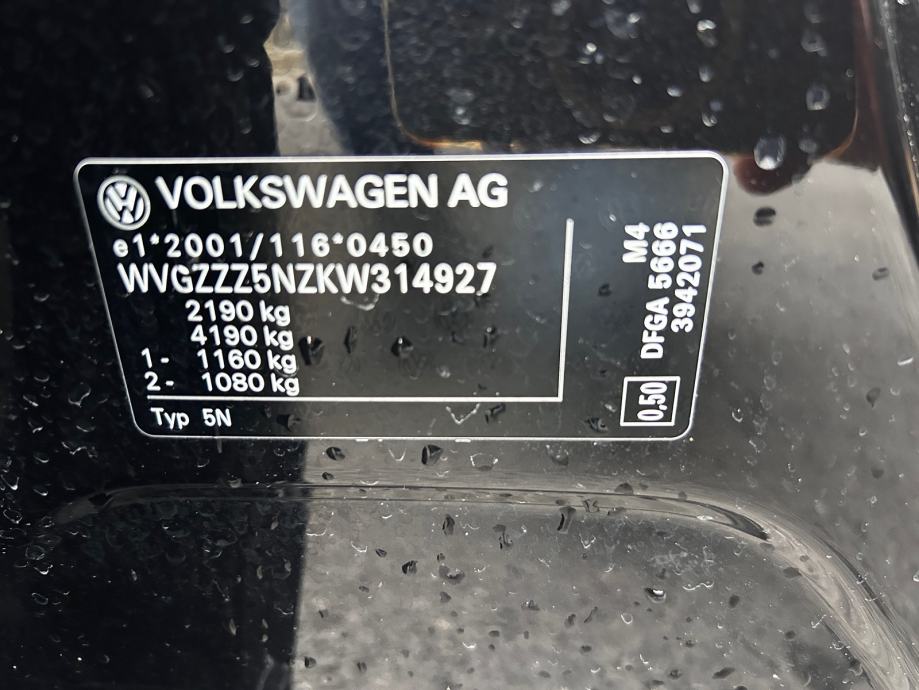 VOLKSWAGEN AG
e1*2001/116*0450
WVGZZZ5NZKW314927
2190 kg
4190 kg
1- 1160 kg
2- 1080 kg
Typ 5N
M4
DFGA 5666
3942071
0,50